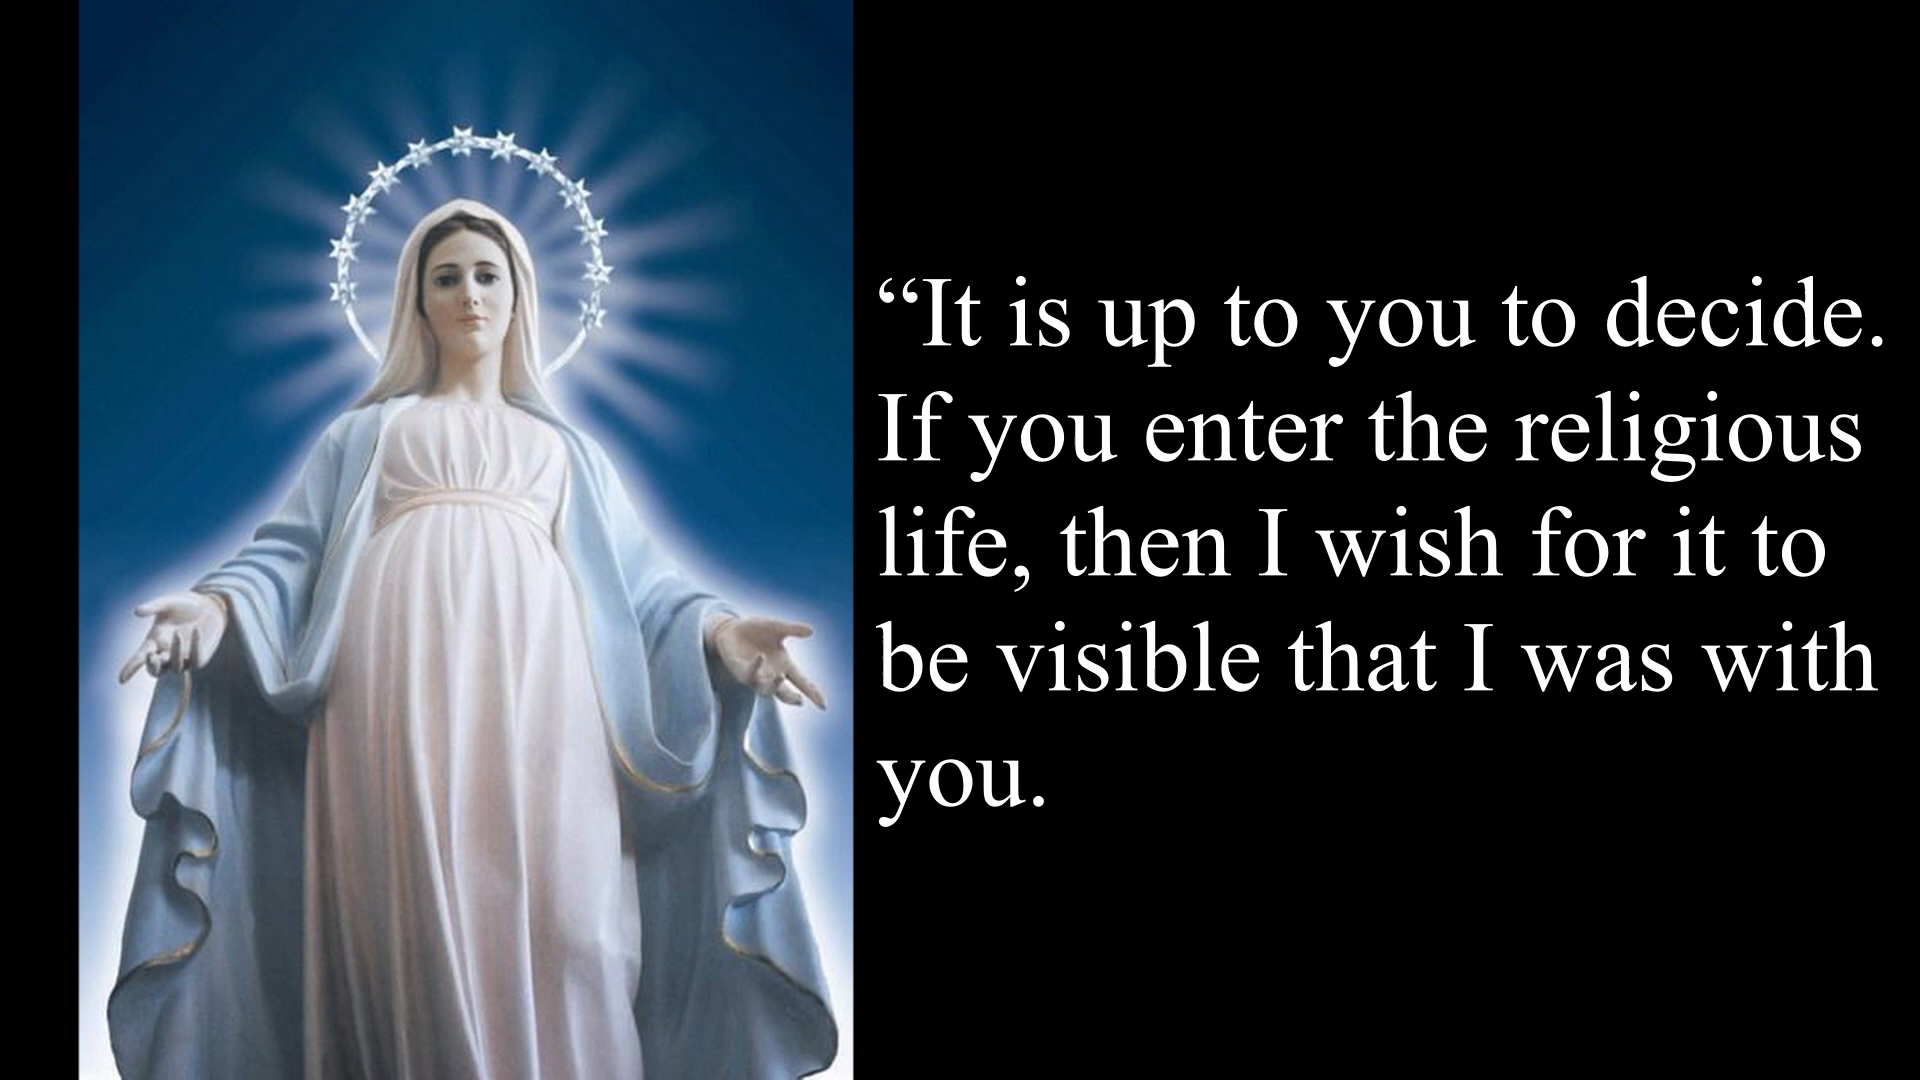 “It is up to you to decide.
If you enter the religious
life, then I wish for it to
be visible that I was with
you.